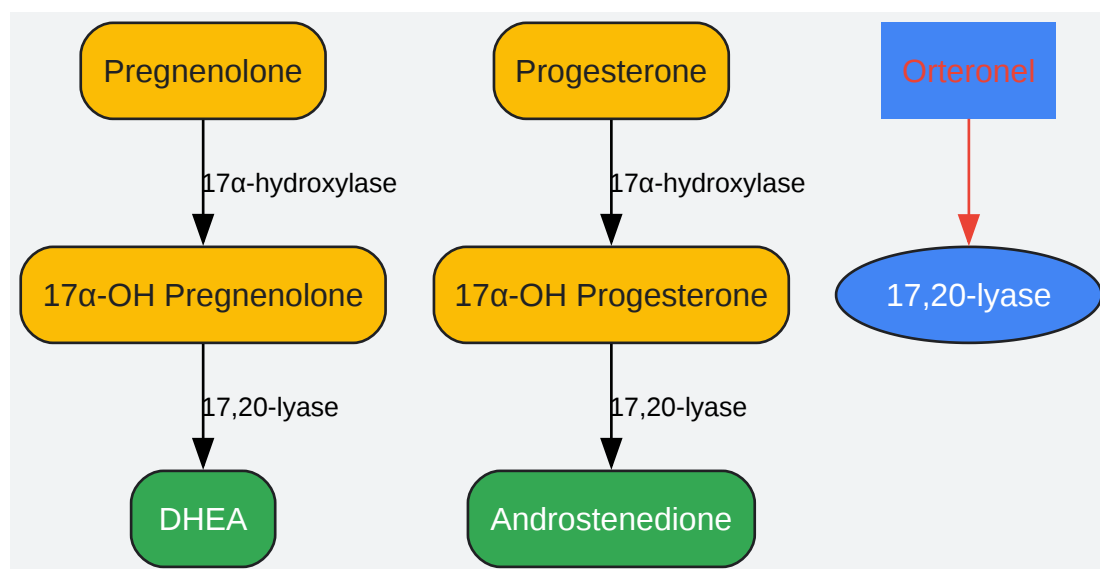 Pregnenolone
Progesterone
Orteronel
17α-hydroxylase
17α-hydroxylase
17α-OH Pregnenolone
17α-OH Progesterone
17,20-lyase
17,20-lyase
17,20-lyase
DHEA
Androstenedione